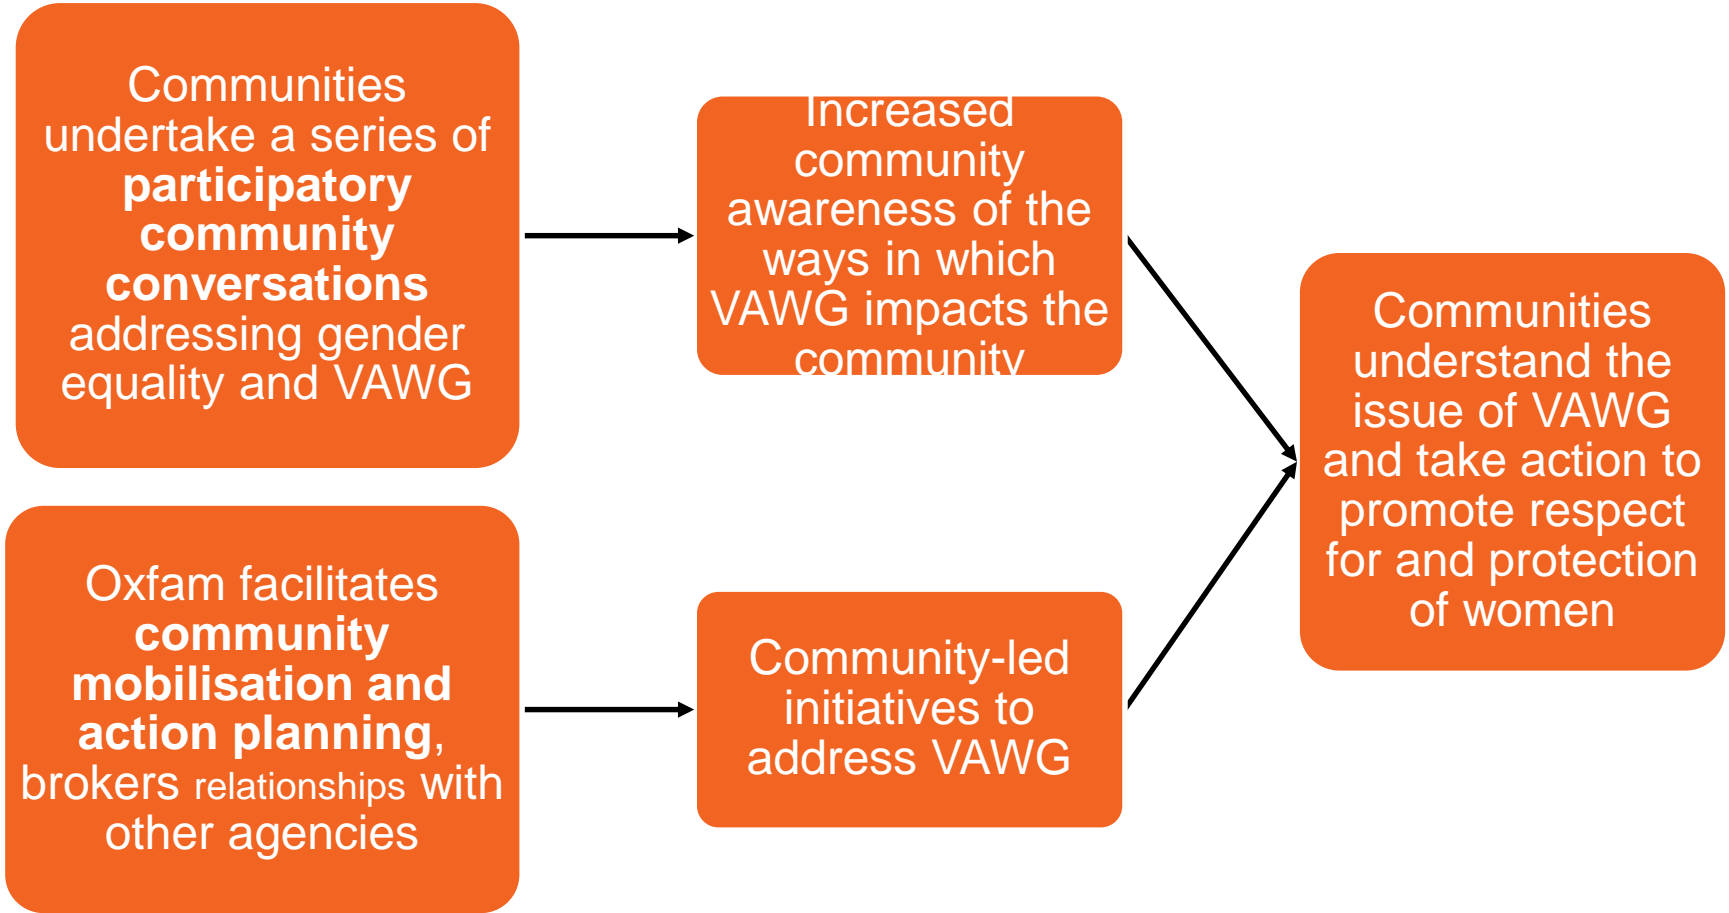 Communities
undertake a series of
participatory
community
conversations
addressing gender
equality and VAWG
Increased
community
awareness of the
ways in which
VAWG impacts the
community
Communities
understand the
issue of VAWG
and take action to
promote respect
for and protection
of women
Oxfam facilitates
community
mobilisation and
action planning,
brokers relationships with
other agencies
Community-led
initiatives to
address VAWG